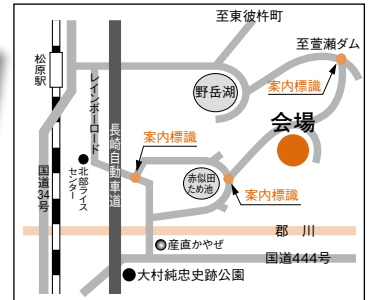 至東彼杵町
至萱瀬ダム
松原駅
野岳湖
案内標識
レインボーロード
長崎自動車道
会場
案内標識
北部ライス
センター
赤似田
ため池
案内標識
国道34号
郡川
産直かやぜ
国道444号
大村純忠史跡公園